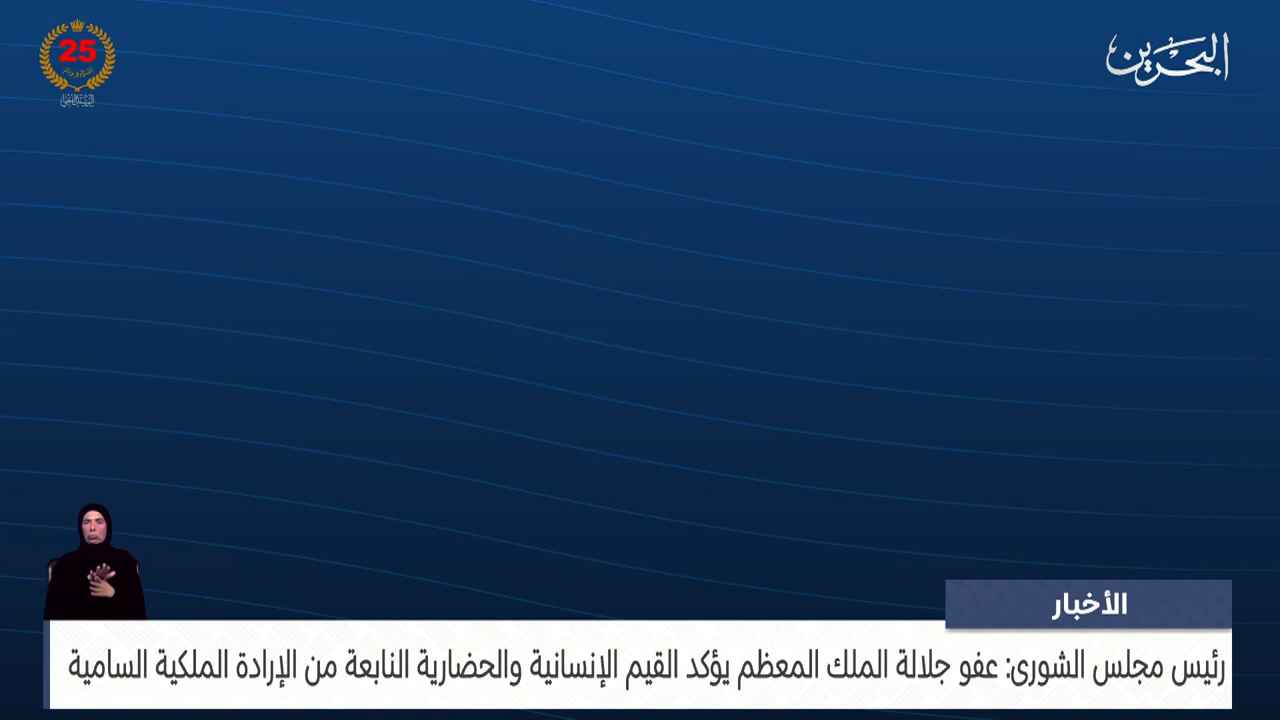 البحرين
25
الأخبار
رئيس مجلس الشورى: عفو جلالة الملك المعظم يؤكد القيم الإنسانية والحضارية النابعة من الإرادة الملكية السامية